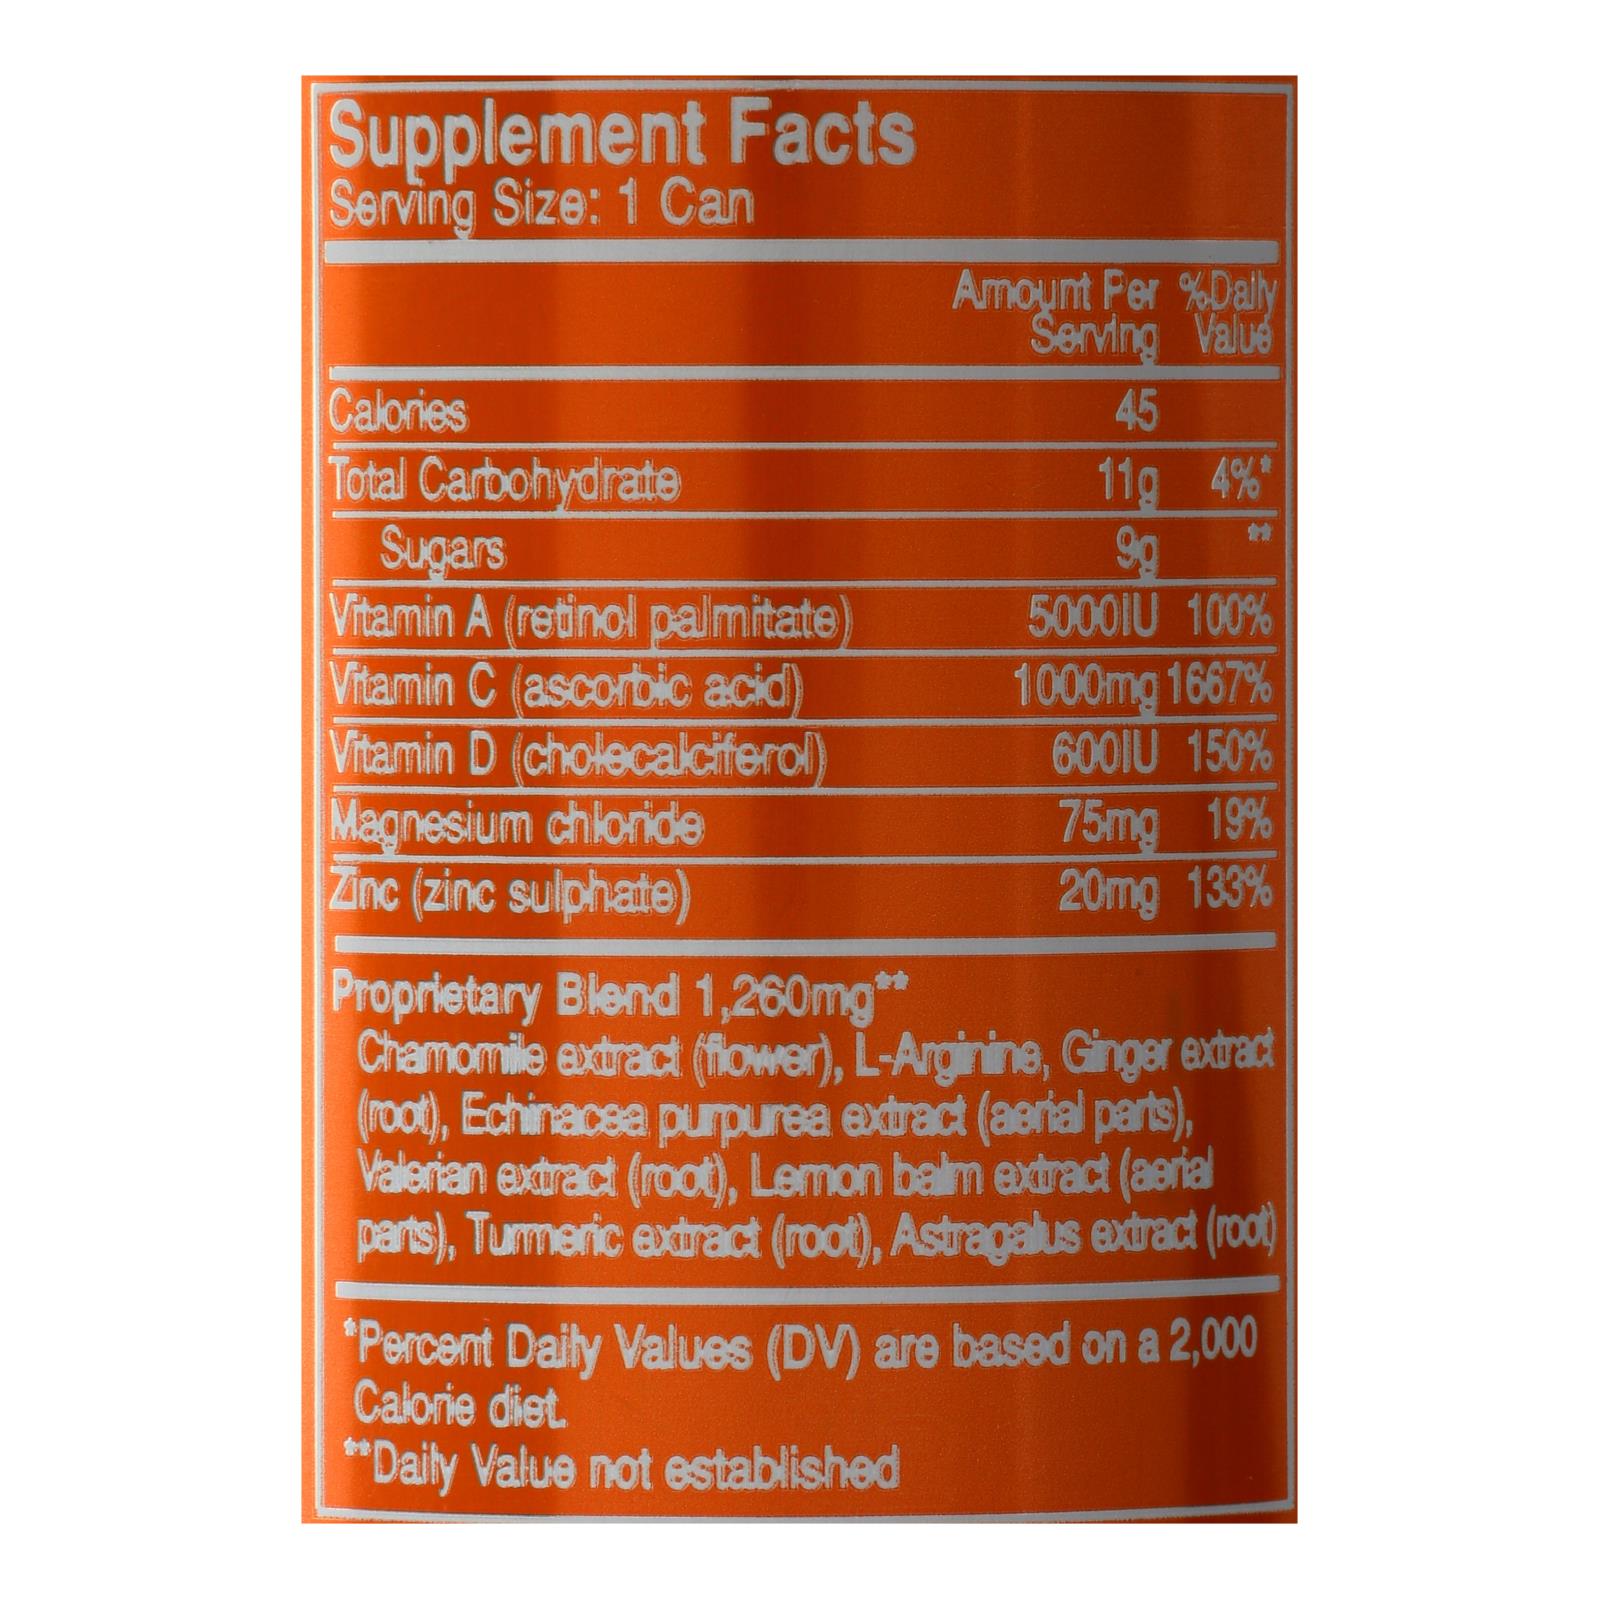 Supplement Facts
Serving Size: 1 Can
Amount Per %Daily
Serving Value
Calories 45
Total Carbohydrate 11g 4%*
Sugars 9g **
Vitamin A (retinol palmitate) 5000IU 100%
Vitamin C (ascorbic acid) 1000mg 1667%
Vitamin D (cholecalciferol) 600IU 150%
Magnesium chloride 75mg 19%
Zinc (zinc sulphate) 20mg 133%
Proprietary Blend 1,260mg**
Chamomile extract (flower), L-Arginine, Ginger extract
(root), Echinacea purpurea extract (aerial parts),
Valerian extract (root), Lemon balm extract (aerial
parts), Turmeric extract (root), Astragalus extract (root)
*Percent Daily Values (DV) are based on a 2,000
Calorie diet.
**Daily Value not established